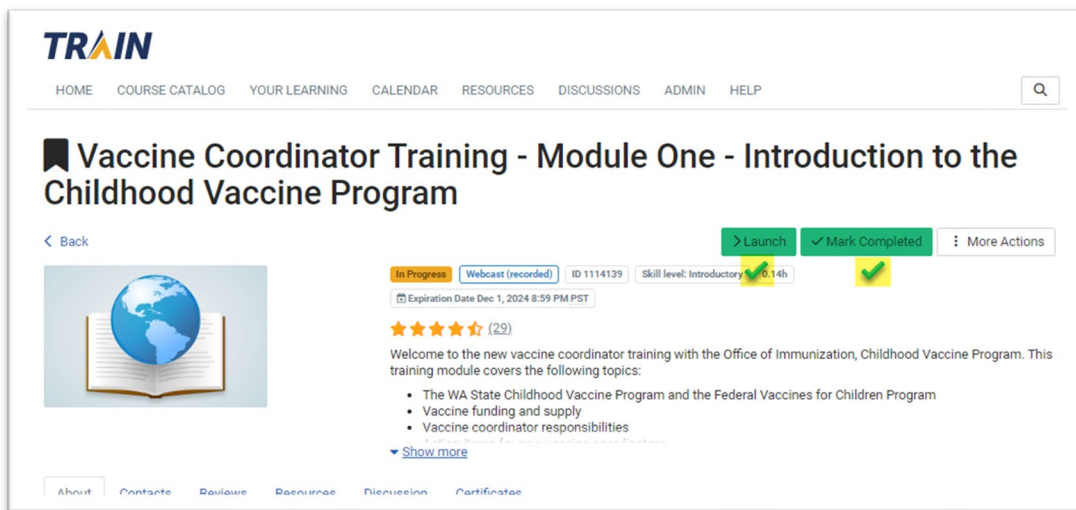 TRAIN
HOME COURSE CATALOG YOUR LEARNING CALENDAR RESOURCES DISCUSSIONS ADMIN HELP
Vaccine Coordinator Training - Module One - Introduction to the
Childhood Vaccine Program
Back
Launch Mark Completed More Actions
In Progress Webcast (recorded) ID 1114139 Skill level: Introductory 0.14h
Expiration Date Dec 1, 2024 8:59 PM PST
(29)
Welcome to the new vaccine coordinator training with the Office of Immunization, Childhood Vaccine Program. This
training module covers the following topics:
• The WA State Childhood Vaccine Program and the Federal Vaccines for Children Program
• Vaccine funding and supply
• Vaccine coordinator responsibilities
Show more
About Contacts Reviews Resources Discussion Certificates